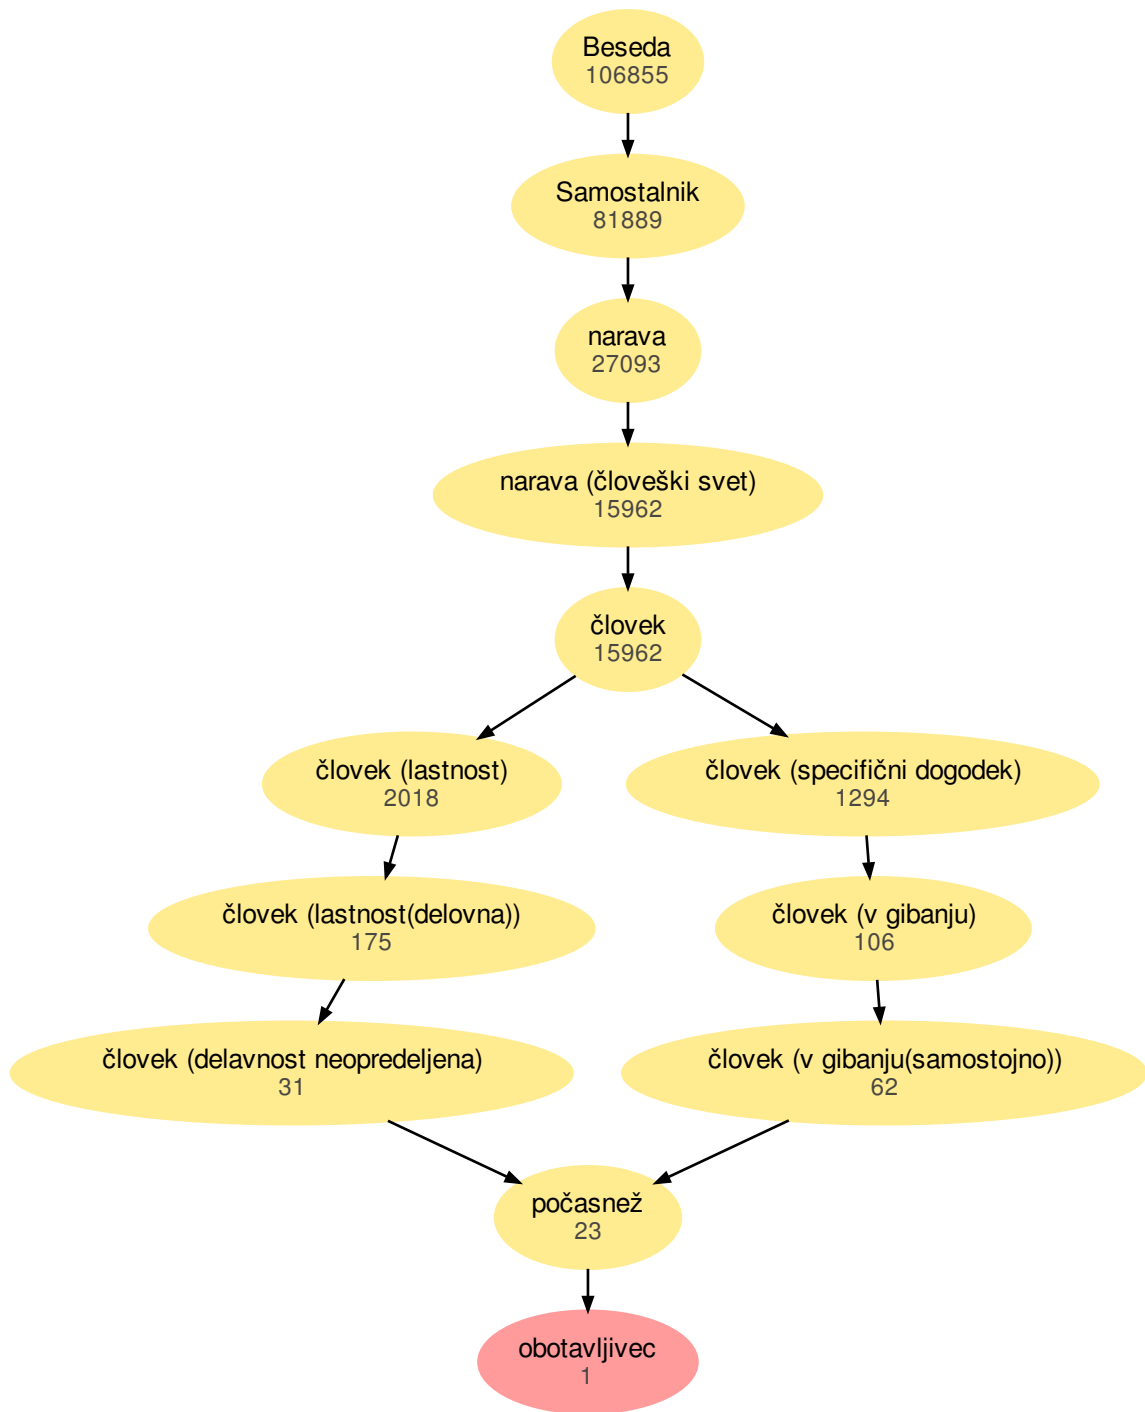 Beseda
106855
Samostalnik
81889
narava
27093
narava (človeški svet)
15962
človek
15962
človek (lastnost)
2018
človek (specifični dogodek)
1294
človek (lastnost(delovna))
175
človek (v gibanju)
106
človek (delavnost neopredeljena)
31
človek (v gibanju(samostojno))
62
počasnež
23
obotavljivec
1